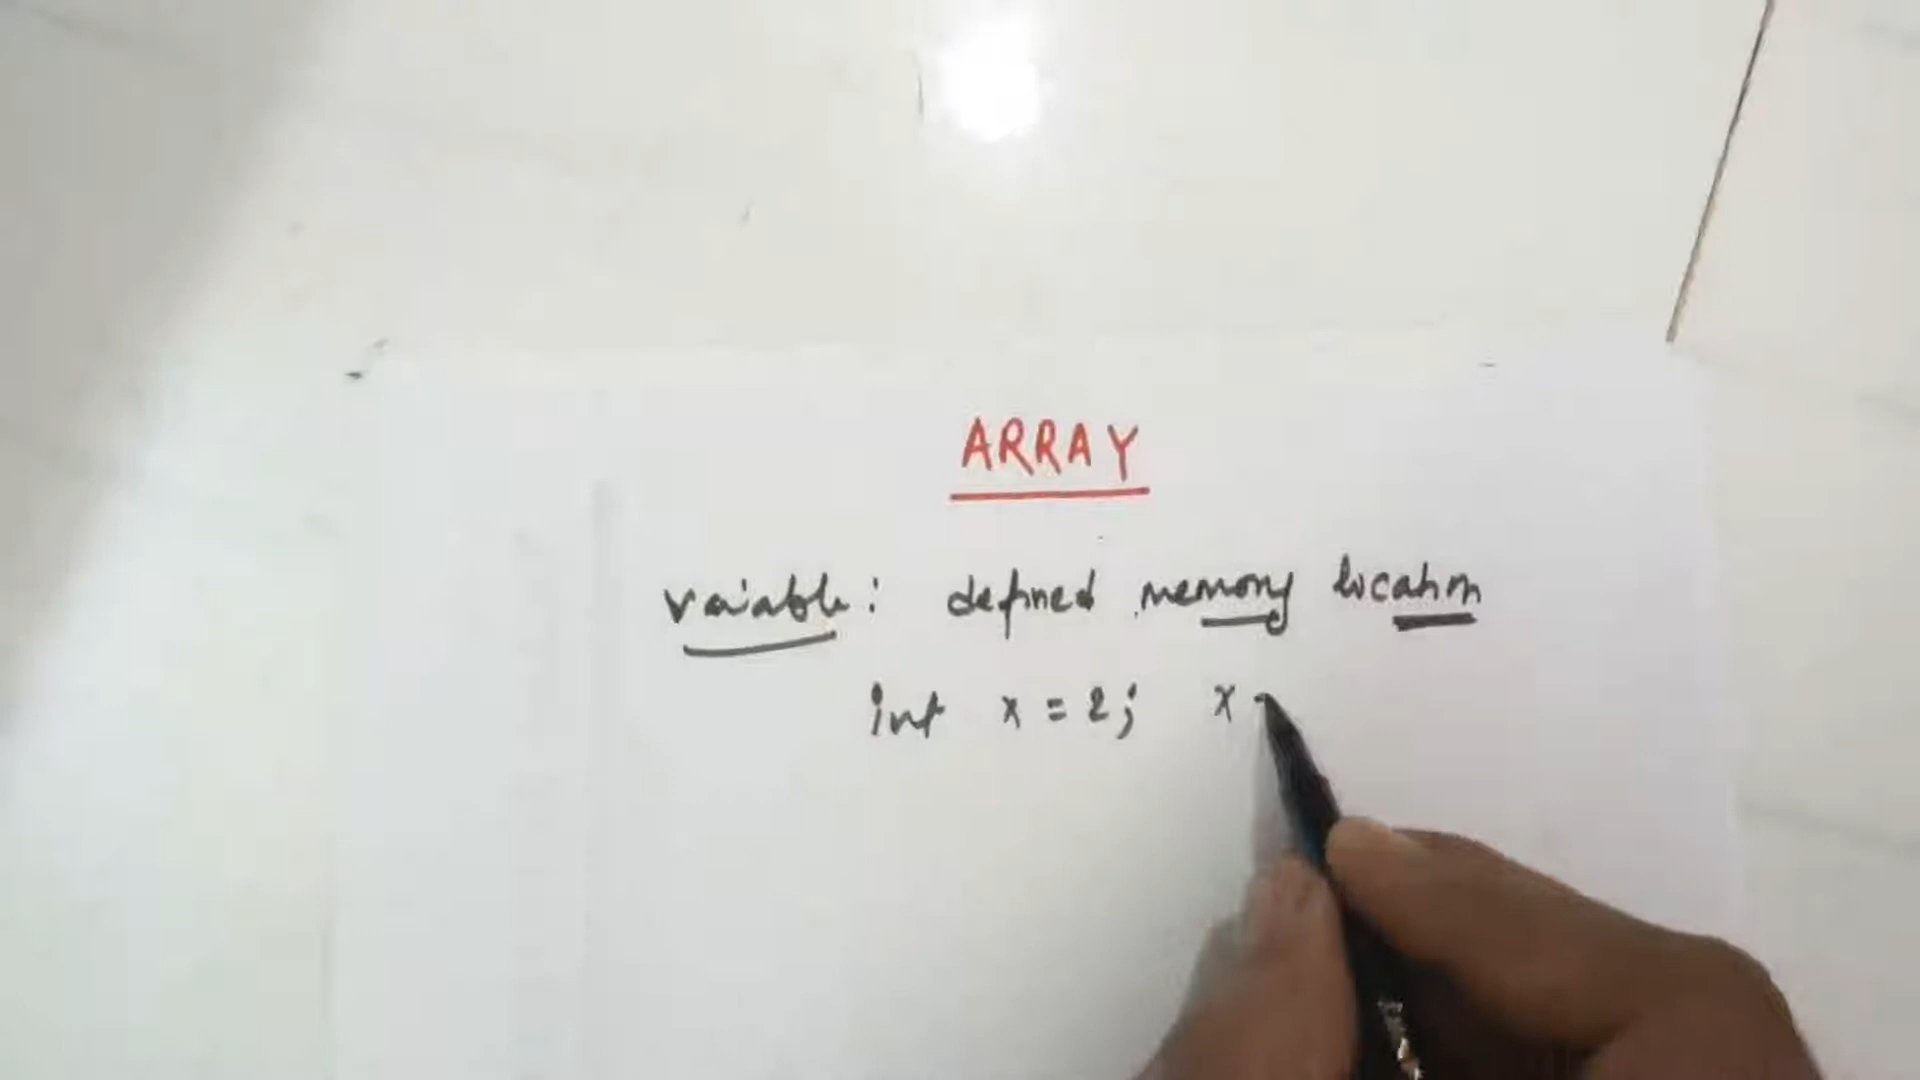 ARRAY
variable: defined memory location
int x = 2; x